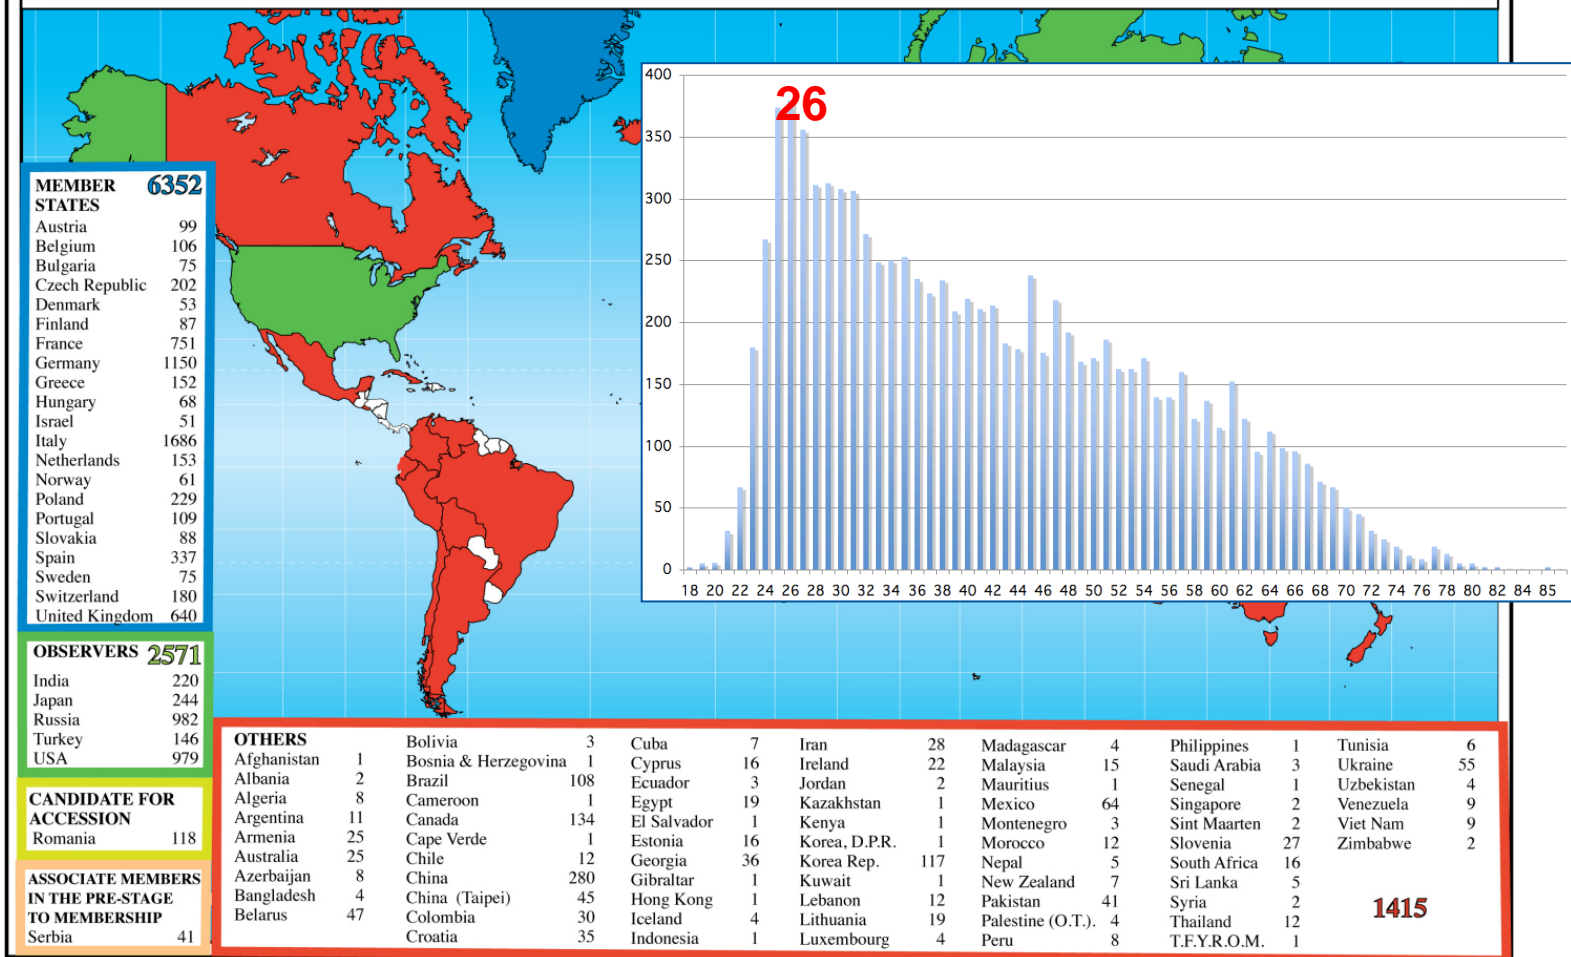 MEMBER STATES 6352
Austria 99
Belgium 106
Bulgaria 75
Czech Republic 202
Denmark 53
Finland 87
France 751
Germany 1150
Greece 152
Hungary 68
Israel 51
Italy 1686
Netherlands 153
Norway 61
Poland 229
Portugal 109
Slovakia 88
Spain 337
Sweden 75
Switzerland 180
United Kingdom 640
OBSERVERS 2571
India 220
Japan 244
Russia 982
Turkey 146
USA 979
CANDIDATE FOR
ACCESSION
Romania 118
ASSOCIATE MEMBERS
IN THE PRE-STAGE
TO MEMBERSHIP
Serbia 41
400
350
300
250
200
150
100
50
0
26
18 20 22 24 26 28 30 32 34 36 38 40 42 44 46 48 50 52 54 56 58 60 62 64 66 68 70 72 74 76 78 80 82 84 85
OTHERS
Afghanistan 1
Albania 2
Algeria 8
Argentina 11
Armenia 25
Australia 25
Azerbaijan 8
Bangladesh 4
Belarus 47
Bolivia 3
Bosnia & Herzegovina 1
Brazil 108
Cameroon 1
Canada 134
Cape Verde 1
Chile 12
China 280
China (Taipei) 45
Colombia 30
Croatia 35
Cuba 7
Cyprus 16
Ecuador 3
Egypt 19
El Salvador 1
Estonia 16
Georgia 36
Gibraltar 1
Hong Kong 1
Iceland 4
Indonesia 1
Iran 28
Ireland 22
Jordan 2
Kazakhstan 1
Kenya 1
Korea, D.P.R. 1
Korea Rep. 117
Kuwait 1
Lebanon 12
Lithuania 19
Luxembourg 4
Madagascar 4
Malaysia 15
Mauritius 1
Mexico 64
Montenegro 3
Morocco 12
Nepal 5
New Zealand 7
Pakistan 41
Palestine (O.T.). 4
Peru 8
Philippines 1
Saudi Arabia 3
Senegal 1
Singapore 2
Sint Maarten 2
Slovenia 27
South Africa 16
Sri Lanka 5
Syria 2
Thailand 12
T.F.Y.R.O.M. 1
Tunisia 6
Ukraine 55
Uzbekistan 4
Venezuela 9
Viet Nam 9
Zimbabwe 2
1415